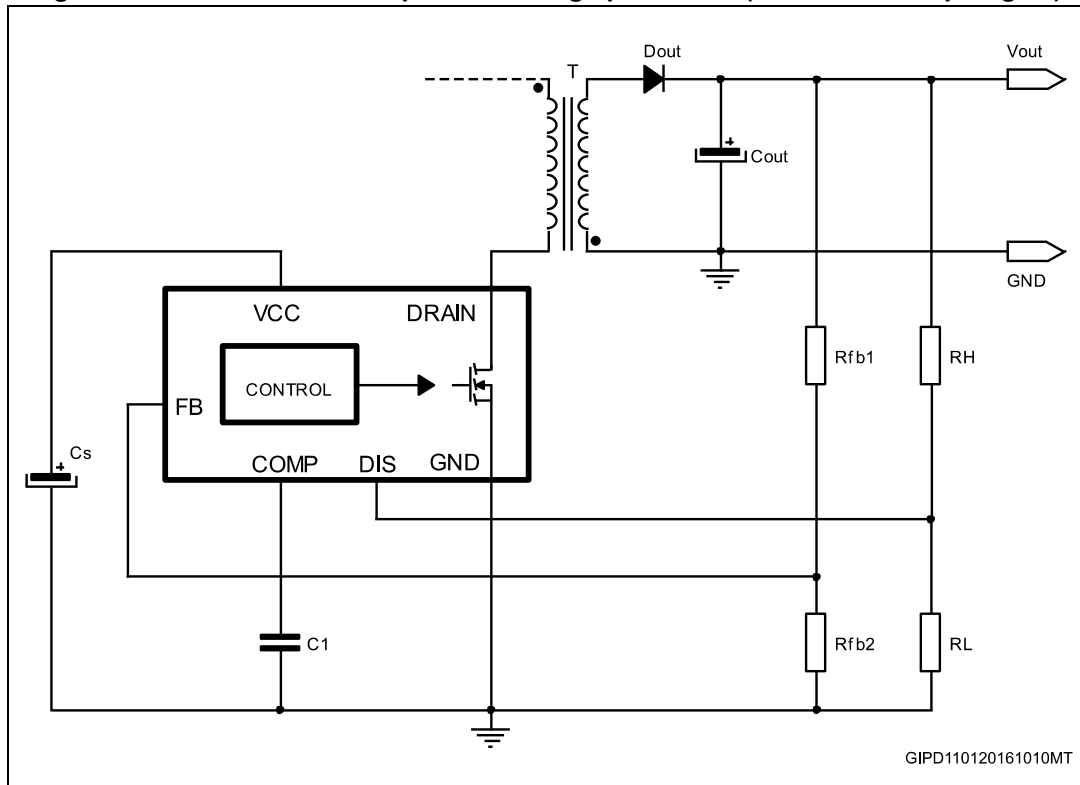 Dout
Vout
T
Cout
GND
VCC
DRAIN
Rfb1
RH
CONTROL
FB
Cs
COMP
DIS
GND
C1
Rfb2
RL
GIPD110120161010MT